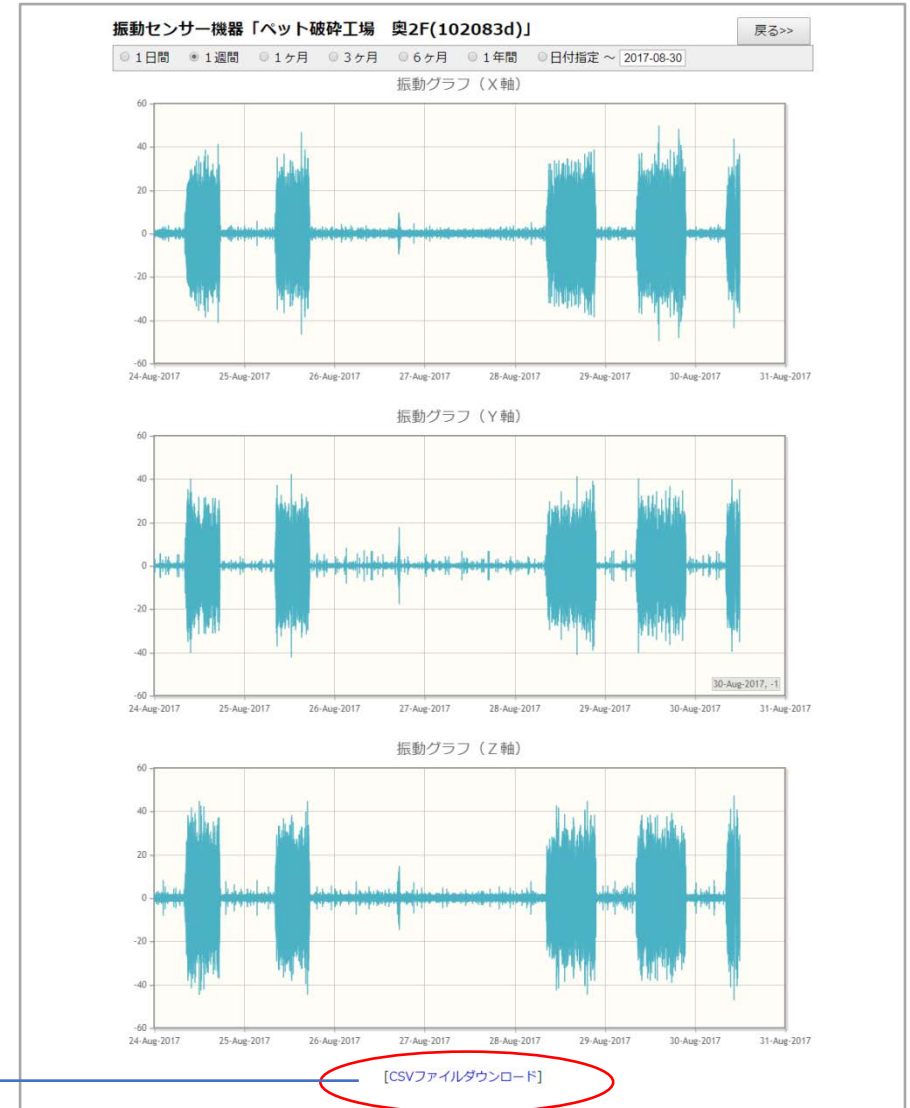 振動センサー機器「ペット破砕工場　奥2F(102083d)」
戻る>>
1日間 1週間 1ヶ月 3ヶ月 6ヶ月 1年間 日付指定 ～ 2017-08-30
振動グラフ（X軸）
60
40
20
0
-20
-40
-60
24-Aug-2017 25-Aug-2017 26-Aug-2017 27-Aug-2017 28-Aug-2017 29-Aug-2017 30-Aug-2017 31-Aug-2017
振動グラフ（Y軸）
60
40
20
0
-20
-40
30-Aug-2017, -1
-60
24-Aug-2017 25-Aug-2017 26-Aug-2017 27-Aug-2017 28-Aug-2017 29-Aug-2017 30-Aug-2017 31-Aug-2017
振動グラフ（Z軸）
60
40
20
0
-20
-40
-60
24-Aug-2017 25-Aug-2017 26-Aug-2017 27-Aug-2017 28-Aug-2017 29-Aug-2017 30-Aug-2017 31-Aug-2017
[CSVファイルダウンロード]